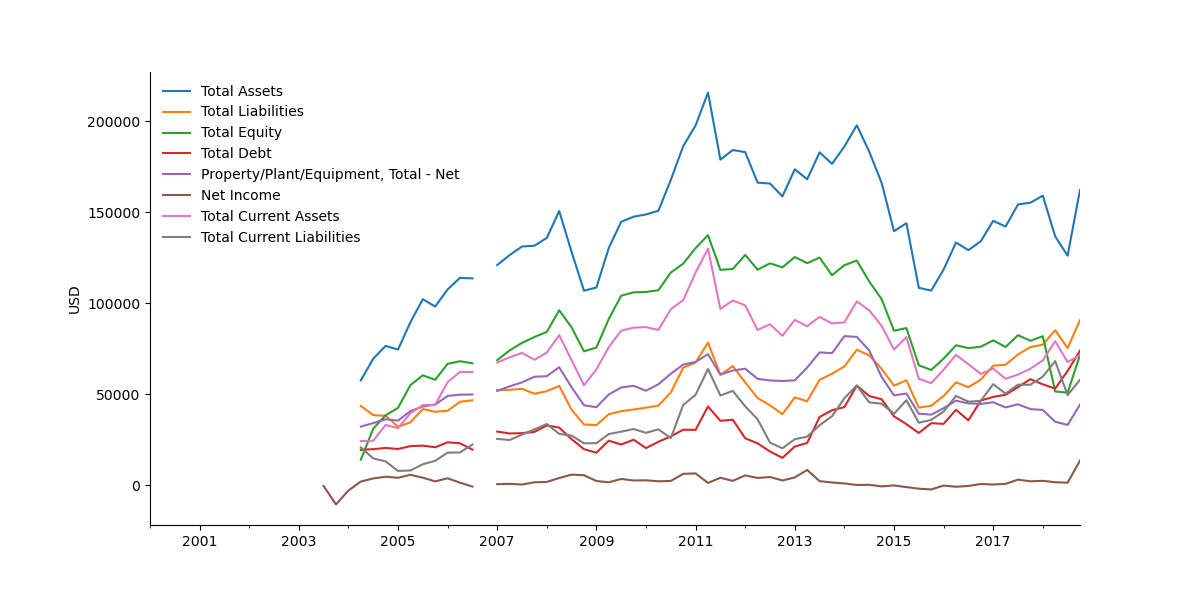 Total Assets
Total Liabilities
Total Equity
Total Debt
Property/Plant/Equipment, Total - Net
Net Income
Total Current Assets
Total Current Liabilities
USD
200000
150000
100000
50000
0
2001 2003 2005 2007 2009 2011 2013 2015 2017